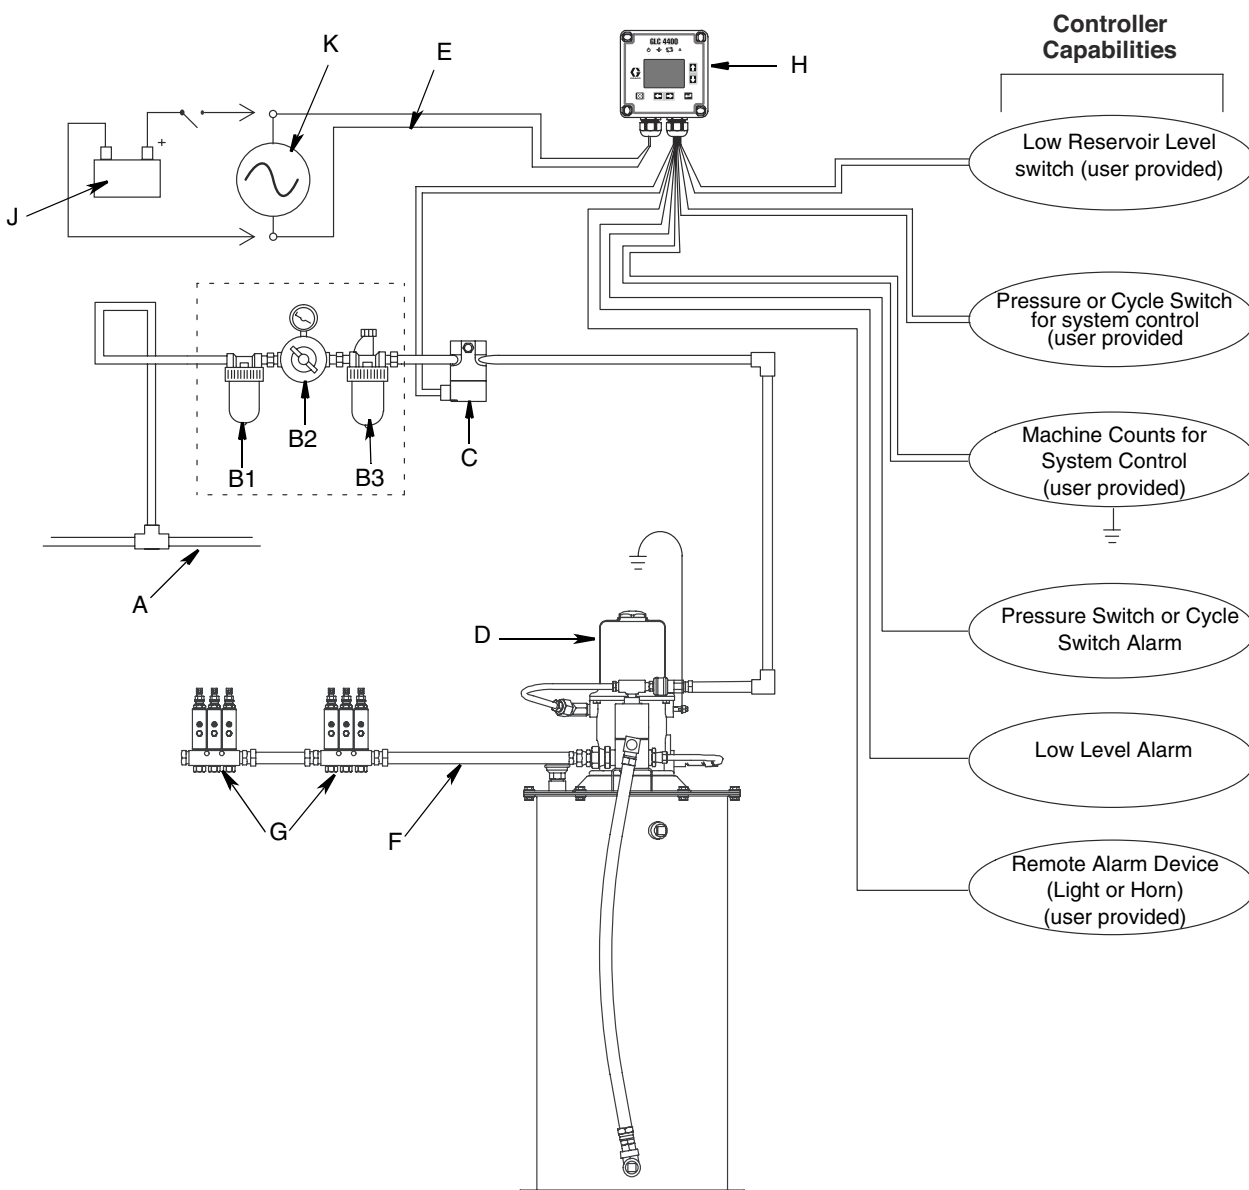 Controller
Capabilities
K
E
GLC 4400
H
Low Reservoir Level
switch (user provided)
+
J
Pressure or Cycle Switch
for system control
(user provided
B1
B2
B3
C
Machine Counts for
System Control
(user provided)
A
D
Pressure Switch or Cycle
Switch Alarm
G
F
Low Level Alarm
Remote Alarm Device
(Light or Horn)
(user provided)